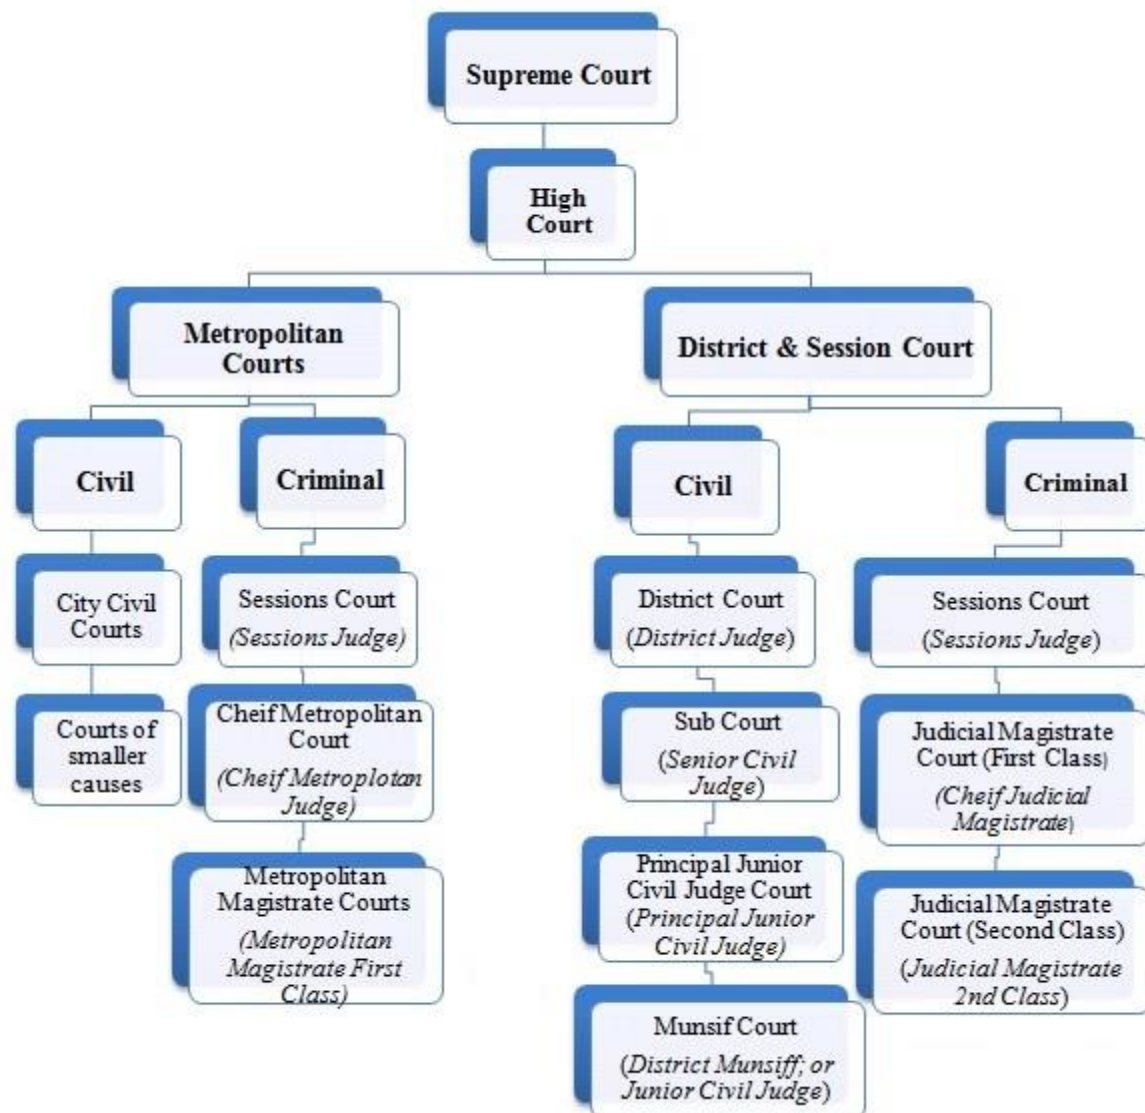 Supreme Court
High
Court
Metropolitan
Courts
District & Session Court
Civil
Criminal
Civil
Criminal
City Civil
Courts
Sessions Court
(Sessions Judge)
District Court
(District Judge)
Sessions Court
(Sessions Judge)
Courts of
smaller
causes
Cheif Metropolitan
Court
(Cheif Metroplotan
Judge)
Sub Court
(Senior Civil
Judge)
Judicial Magistrate
Court (First Class)
(Cheif Judicial
Magistrate)
Metropolitan
Magistrate Courts
(Metropolitan
Magistrate First
Class)
Principal Junior
Civil Judge Court
(Principal Junior
Civil Judge)
Judicial Magistrate
Court (Second Class)
(Judicial Magistrate
2nd Class)
Munsif Court
(District Munsiff; or
Junior Civil Judge)